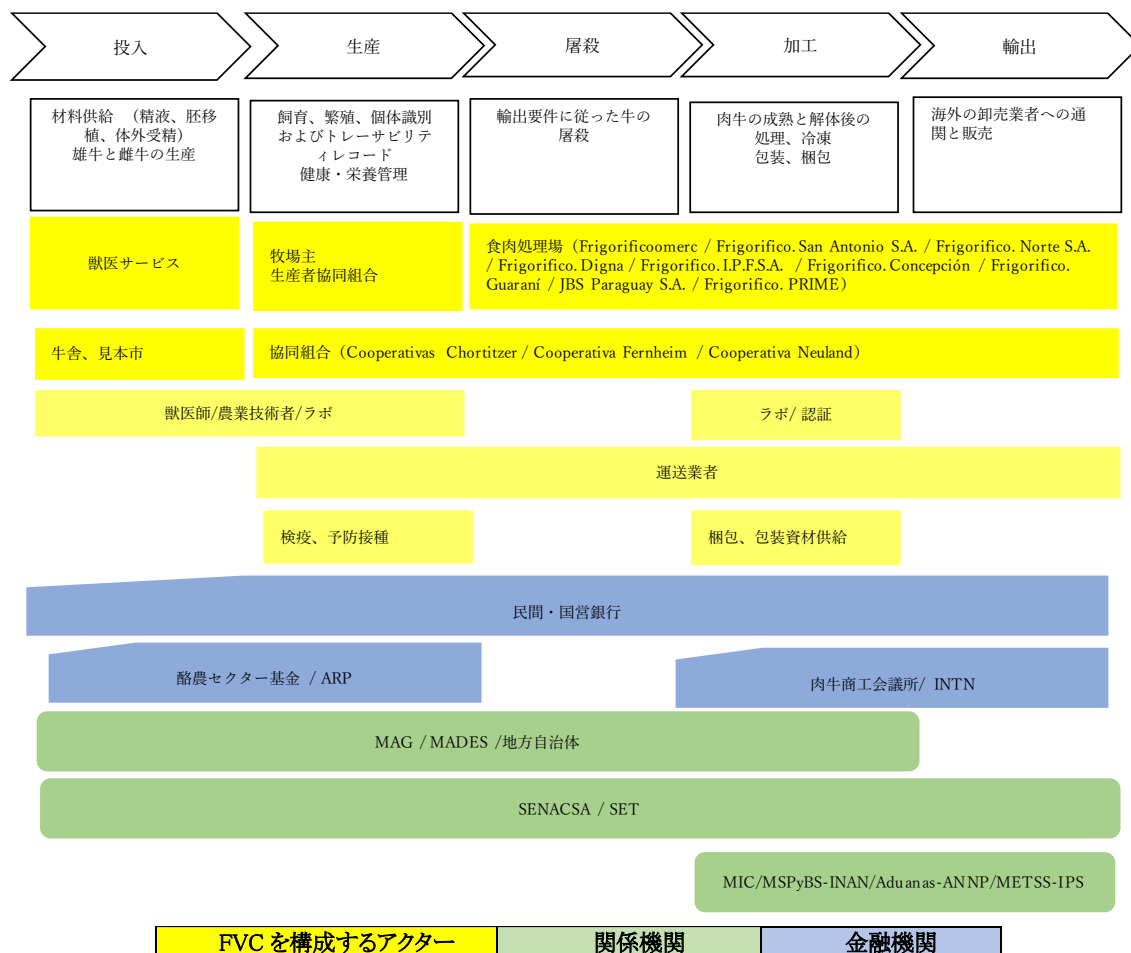 投入
生産
屠殺
加工
輸出
材料供給　（精液、胚移
植、体外受精）
雄牛と雌牛の生産
飼育、繁殖、個体識別
およびトレーサビリテ
ィレコード
健康・栄養管理
輸出要件に従った牛の
屠殺
肉牛の成熟と解体後の
処理、冷凍
包装、梱包
海外の卸売業者への通
関と販売
獣医サービス
牧場主
生産者協同組合
食肉処理場（Frigorificoomerc / Frigorifico. San Antonio S.A. / Frigorifico. Norte S.A.
/ Frigorifico. Digna / Frigorifico. I.P.F.S.A. / Frigorifico. Concepción / Frigorifico.
Guaraní / JBS Paraguay S.A. / Frigorifico. PRIME）
牛舎、見本市
協同組合（Cooperativas Chortitzer / Cooperativa Fernheim / Cooperativa Neuland）
獣医師/農業技術者/ラボ
ラボ/ 認証
運送業者
検疫、予防接種
梱包、包装資材供給
民間・国営銀行
酪農セクター基金 / ARP
肉牛商工会議所/ INTN
MAG / MADES /地方自治体
SENACSA / SET
MIC/MSPyBS-INAN/Aduanas-ANNP/METSS-IPS
FVC を構成するアクター
関係機関
金融機関